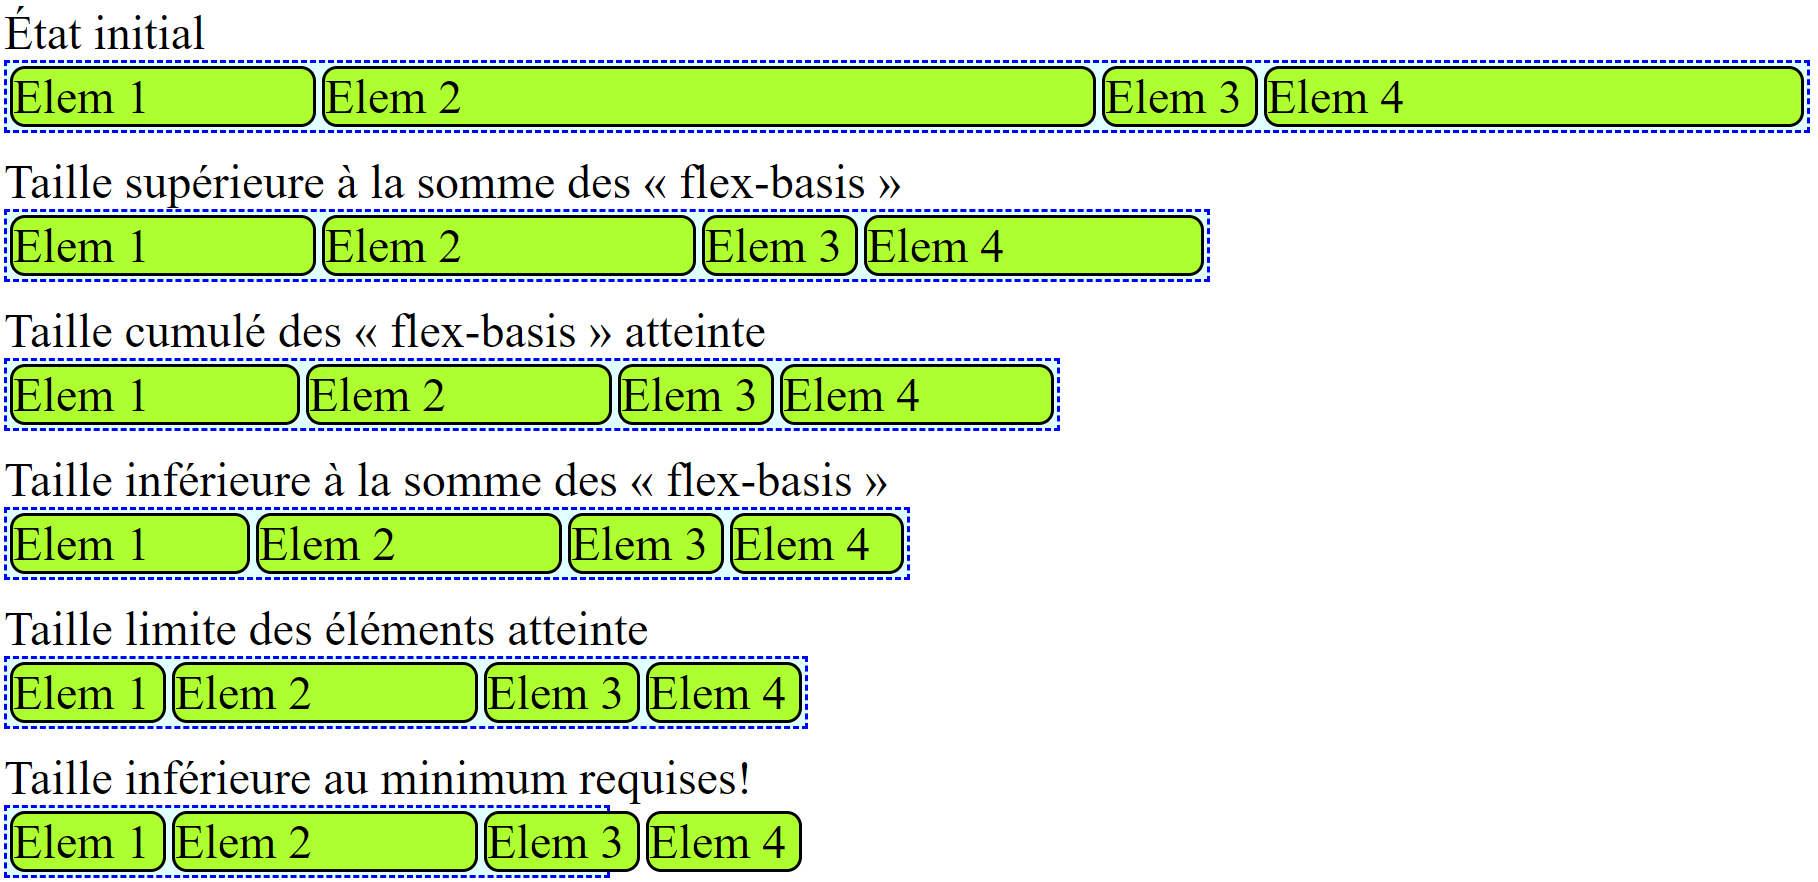 État initial
Elem 1 Elem 2 Elem 3 Elem 4
Taille supérieure à la somme des « flex-basis »
Elem 1 Elem 2 Elem 3 Elem 4
Taille cumulé des « flex-basis » atteinte
Elem 1 Elem 2 Elem 3 Elem 4
Taille inférieure à la somme des « flex-basis »
Elem 1 Elem 2 Elem 3 Elem 4
Taille limite des éléments atteinte
Elem 1 Elem 2 Elem 3 Elem 4
Taille inférieure au minimum requises!
Elem 1 Elem 2 Elem 3 Elem 4